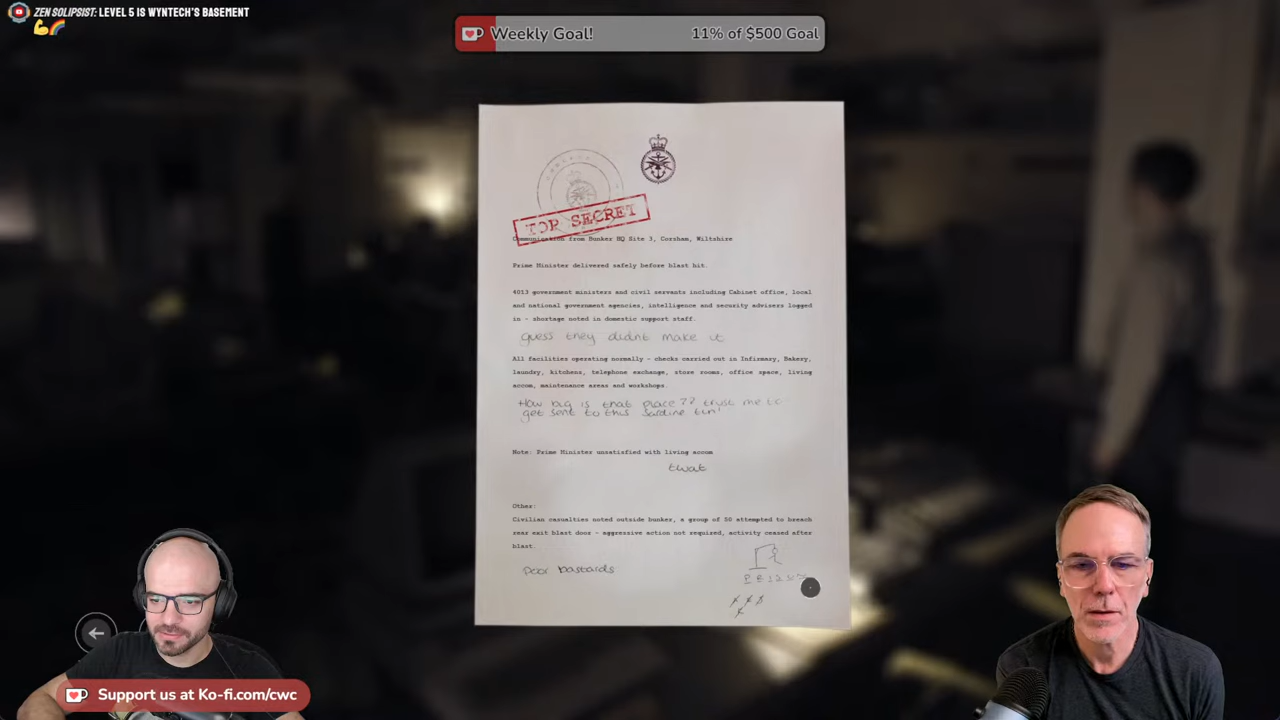 ZEN SOLIPSIST: LEVEL 5 IS WYNTECH'S BASEMENT
Weekly Goal! 11% of $500 Goal
TOP SECRET
Communication from Bunker HQ Site 3, Corsham, Wiltshire
Prime Minister delivered safely before blast hit.
4013 government ministers and civil servants including Cabinet office, local
and national government agencies, intelligence and security advisers logged
in - shortage noted in domestic support staff.
guess they didnt make it
All facilities operating normally - checks carried out in Infirmary, Bakery,
laundry, kitchens, telephone exchange, store rooms, office space, living
accom, maintenance areas and workshops.
How big is that place?? trust me to
get sent to this sardine tin!
Note: Prime Minister unsatisfied with living accom
twat
Other:
Civilian casualties noted outside bunker, a group of 50 attempted to breach
rear exit blast door - aggressive action not required, activity ceased after
blast.
Poor bastards
Support us at Ko-fi.com/cwc